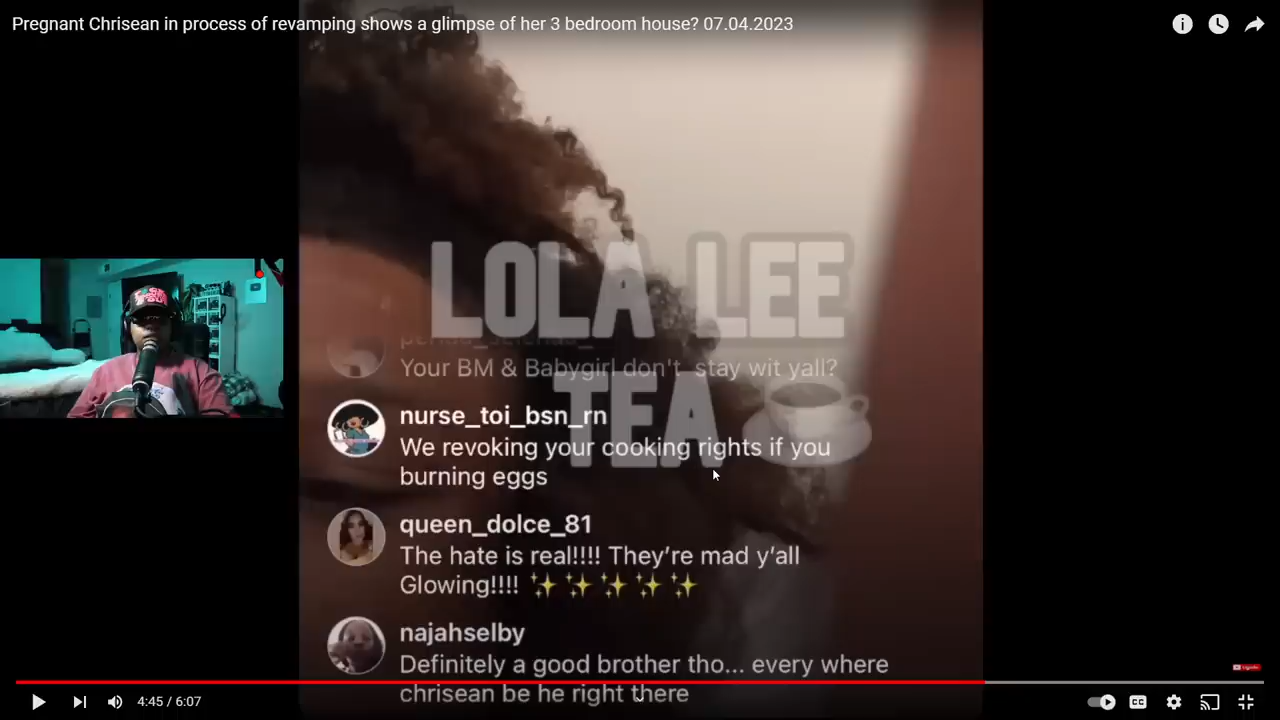 Pregnant Chrisean in process of revamping shows a glimpse of her 3 bedroom house? 07.04.2023
LOLA LEE
TEA
Your BM & Babygirl don't stay wit yall?
nurse_toi_bsn_rn
We revoking your cooking rights if you
burning eggs
queen_dolce_81
The hate is real!!!! They're mad y'all
Glowing!!!! ✨✨✨✨✨
najahselby
Definitely a good brother tho... every where
chrisean be he right there
4:45 / 6:07